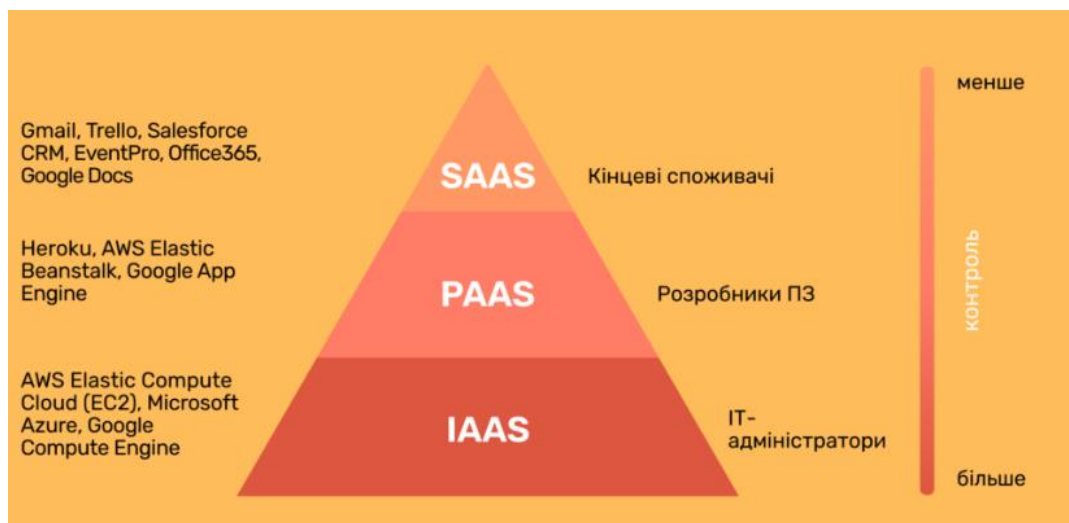 менше
Gmail, Trello, Salesforce
CRM, EventPro, Office365,
Google Docs
SAAS
Кінцеві споживачі
Heroku, AWS Elastic
Beanstalk, Google App
Engine
PAAS
Розробники ПЗ
контроль
AWS Elastic Compute
Cloud (EC2), Microsoft
Azure, Google
Compute Engine
IAAS
ІТ-
адміністратори
більше